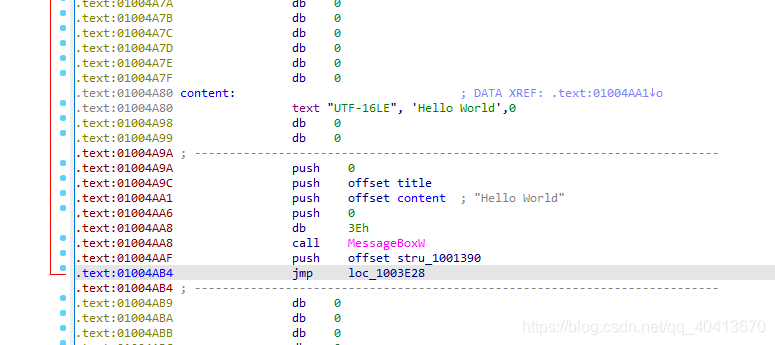 .text:01004A7A db 0
.text:01004A7B db 0
.text:01004A7C db 0
.text:01004A7D db 0
.text:01004A7E db 0
.text:01004A7F db 0
.text:01004A80 content: ; DATA XREF: .text:01004AA1↓o
.text:01004A80 text "UTF-16LE", 'Hello World',0
.text:01004A98 db 0
.text:01004A99 db 0
.text:01004A9A ; ---------------------------------------------------------------------------
.text:01004A9A push 0
.text:01004A9C push offset title
.text:01004AA1 push offset content ; "Hello World"
.text:01004AA6 push 0
.text:01004AA8 db 3Eh
.text:01004AA8 call MessageBoxW
.text:01004AAF push offset stru_1001390
.text:01004AB4 jmp loc_1003E28
.text:01004AB4 ; ---------------------------------------------------------------------------
.text:01004AB9 db 0
.text:01004ABA db 0
.text:01004ABB db 0
https://blog.csdn.net/qq_40413670